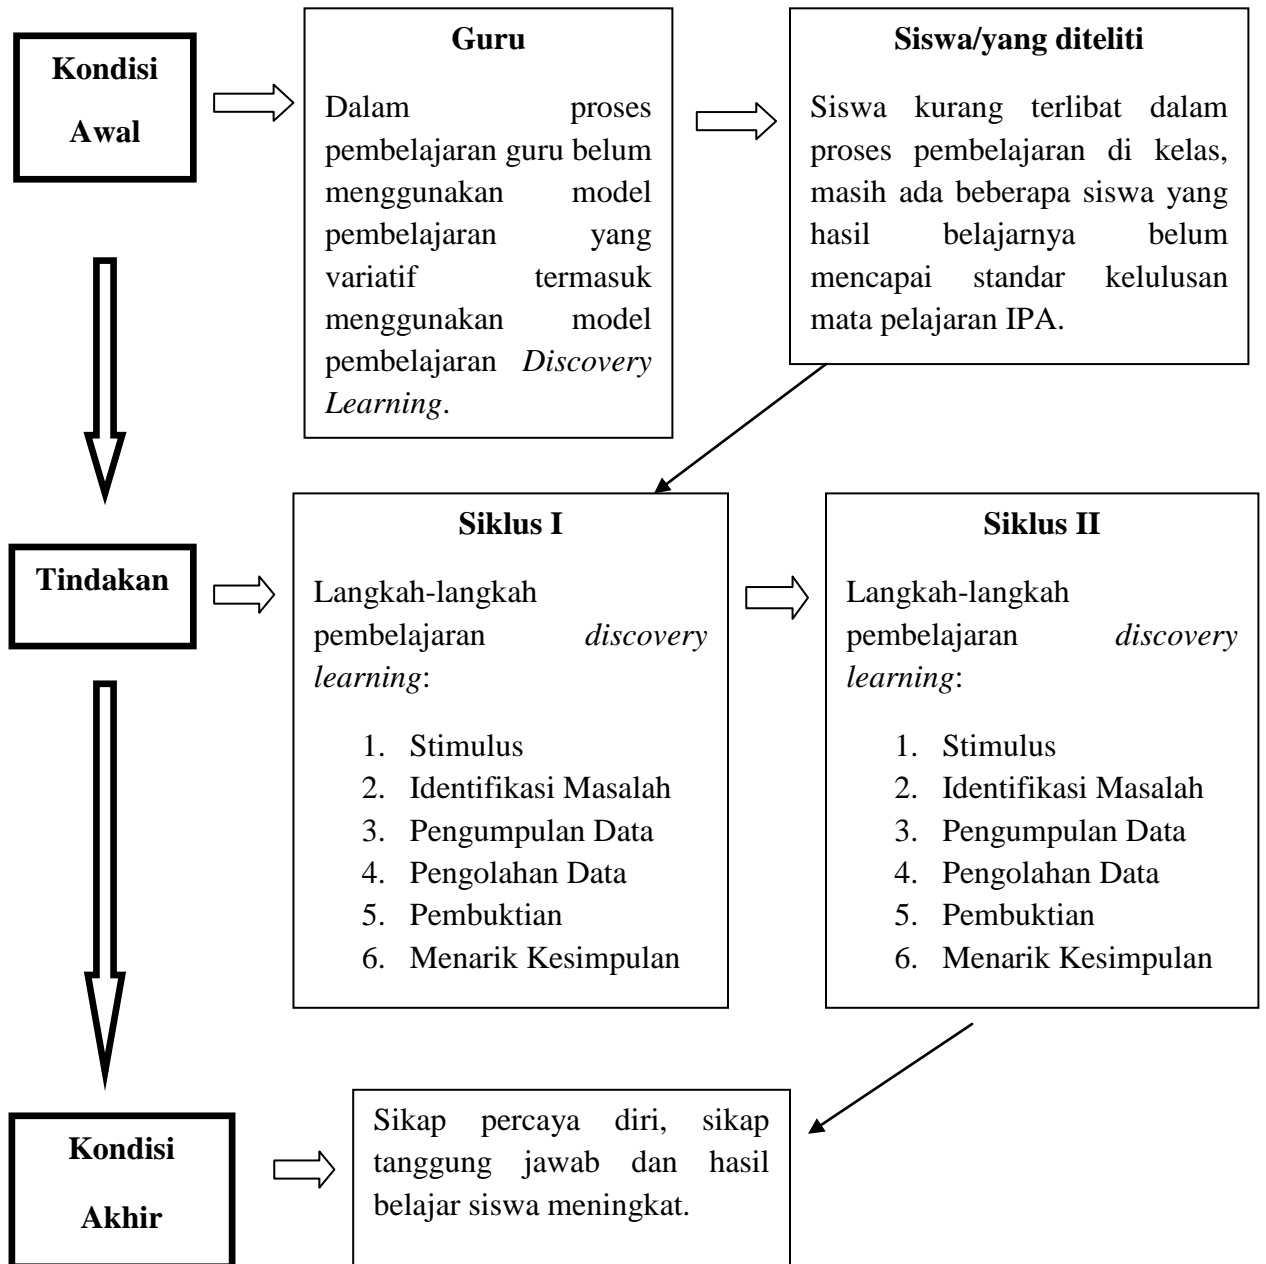 Kondisi
Awal
Guru
Dalam proses
pembelajaran guru belum
menggunakan model
pembelajaran yang
variatif termasuk
menggunakan model
pembelajaran Discovery
Learning.
Siswa/yang diteliti
Siswa kurang terlibat dalam
proses pembelajaran di kelas,
masih ada beberapa siswa yang
hasil belajarnya belum
mencapai standar kelulusan
mata pelajaran IPA.
Tindakan
Siklus I
Langkah-langkah
pembelajaran discovery
learning:
1. Stimulus
2. Identifikasi Masalah
3. Pengumpulan Data
4. Pengolahan Data
5. Pembuktian
6. Menarik Kesimpulan
Siklus II
Langkah-langkah
pembelajaran discovery
learning:
1. Stimulus
2. Identifikasi Masalah
3. Pengumpulan Data
4. Pengolahan Data
5. Pembuktian
6. Menarik Kesimpulan
Kondisi
Akhir
Sikap percaya diri, sikap
tanggung jawab dan hasil
belajar siswa meningkat.